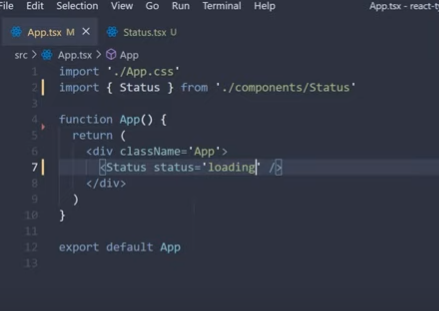 File Edit Selection View Go Run Terminal Help App.tsx - react-ty
App.tsx M × Status.tsx U
src > App.tsx > App
1 import './App.css'
2 import { Status } from './components/Status'
3
4 function App() {
5 return (
6 <div className='App'>
7 <Status status='loading' />
8 </div>
9 )
10 }
11
12 export default App
13